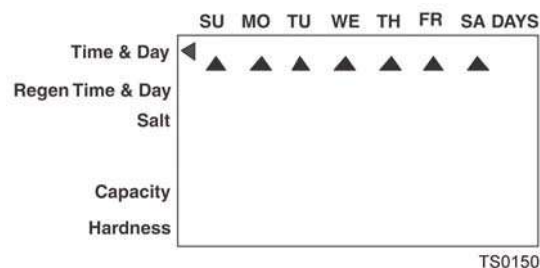 SU MO TU WE TH FR SA DAYS
Time & Day
Regen Time & Day
Salt
Capacity
Hardness
TS0150